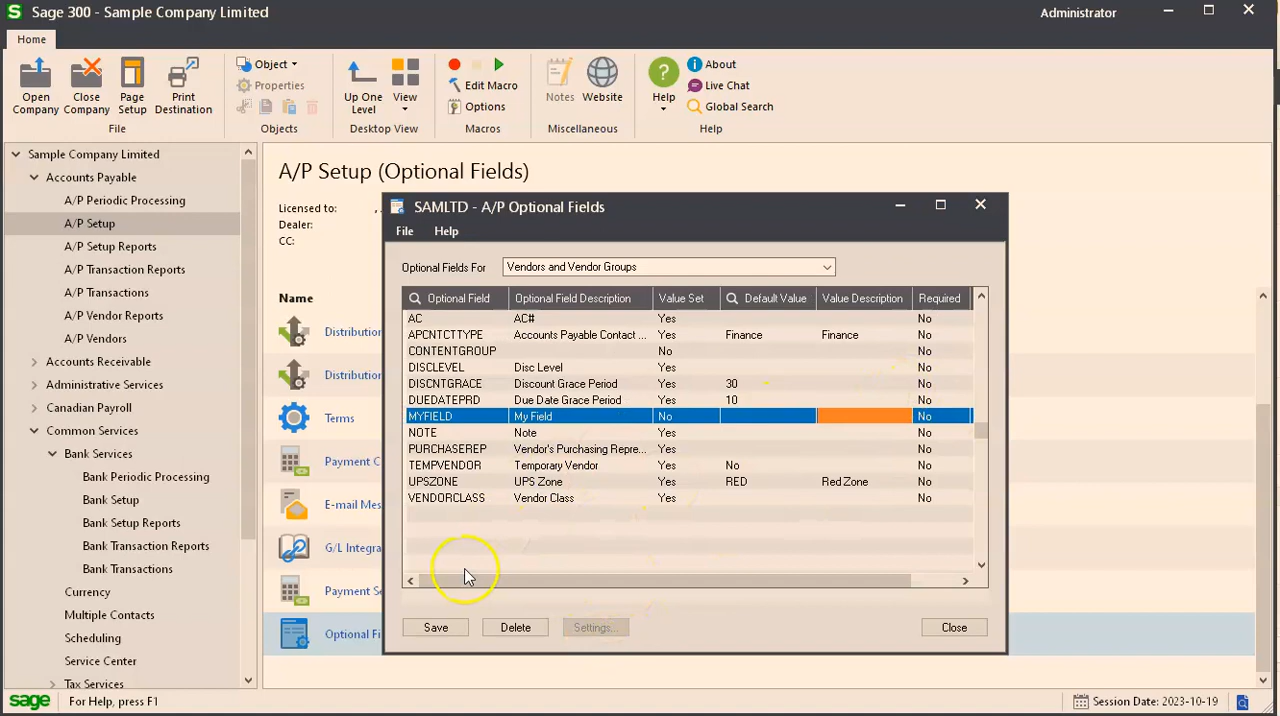 S Sage 300 - Sample Company Limited
Administrator
Home
Open Company
Close Company
Page Setup
Print Destination
File
Object
Properties
Objects
Up One Level
View
Desktop View
Edit Macro
Options
Macros
Notes
Website
Miscellaneous
Help
About
Live Chat
Global Search
Help
Sample Company Limited
Accounts Payable
A/P Periodic Processing
A/P Setup
A/P Setup Reports
A/P Transaction Reports
A/P Transactions
A/P Vendor Reports
A/P Vendors
Accounts Receivable
Administrative Services
Canadian Payroll
Common Services
Bank Services
Bank Periodic Processing
Bank Setup
Bank Setup Reports
Bank Transaction Reports
Bank Transactions
Currency
Multiple Contacts
Scheduling
Service Center
Tax Services
A/P Setup (Optional Fields)
Licensed to: , .
Dealer:
CC:
Name
Distribution
Distribution
Terms
Payment C
E-mail Mes
G/L Integra
Payment Se
Optional Fi
SAMLTD - A/P Optional Fields
File Help
Optional Fields For Vendors and Vendor Groups
Optional Field Optional Field Description Value Set Default Value Value Description Required
AC AC# Yes No
APCNTCTTYPE Accounts Payable Contact ... Yes Finance Finance No
CONTENTGROUP No No
DISCLEVEL Disc Level Yes No
DISCNTGRACE Discount Grace Period Yes 30 No
DUEDATEPRD Due Date Grace Period Yes 10 No
MYFIELD My Field No No
NOTE Note Yes No
PURCHASEREP Vendor's Purchasing Repre... Yes No
TEMPVENDOR Temporary Vendor Yes No No
UPSZONE UPS Zone Yes RED Red Zone No
VENDORCLASS Vendor Class Yes No
Save Delete Settings... Close
sage For Help, press F1
Session Date: 2023-10-19